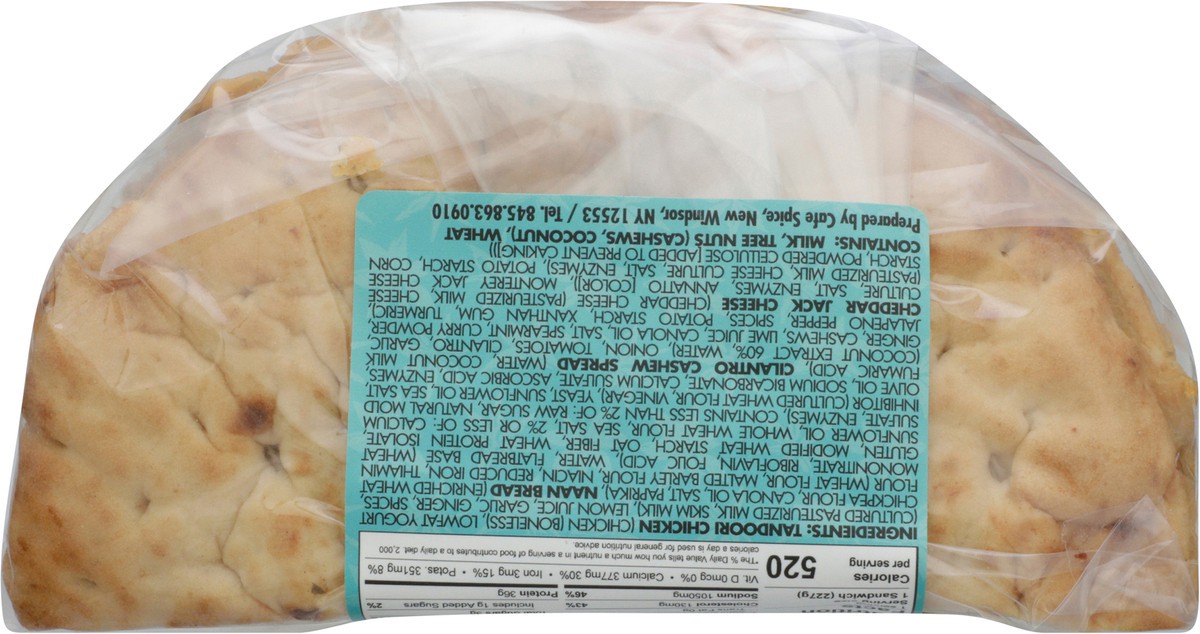 1 Sandwich (227g)
Calories
per serving
520
Cholesterol 130mg 43%
Includes 1g Added Sugars 2%
Sodium 1050mg 46%
Protein 36g
Vit. D 0mcg 0% • Calcium 377mg 30% • Iron 3mg 15% • Potas. 351mg 8%
*The % Daily Value tells you how much a nutrient in a serving of food contributes to a daily diet. 2,000
calories a day is used for general nutrition advice.
INGREDIENTS: TANDOORI CHICKEN (CHICKEN (BONELESS), LOWFAT YOGURT
(CULTURED PASTEURIZED MILK, SKIM MILK), LEMON JUICE, GARLIC, GINGER, SPICES,
CHICKPEA FLOUR, CANOLA OIL, SALT, PAPRIKA), NAAN BREAD (ENRICHED WHEAT,
FLOUR (WHEAT FLOUR, MALTED BARLEY FLOUR, NIACIN, REDUCED IRON, THIAMIN
MONONITRATE, RIBOFLAVIN, FOLIC ACID), WATER, FLATBREAD BASE (WHEAT
GLUTEN, MODIFIED WHEAT STARCH, OAT FIBER, WHEAT PROTEIN ISOLATE,
SUNFLOWER OIL, WHOLE WHEAT FLOUR, SEA SALT, 2% OR LESS OF: CALCIUM
SULFATE, ENZYMES), CONTAINS LESS THAN 2% OF: RAW SUGAR, NATURAL MOLD
INHIBITOR (CULTURED WHEAT FLOUR, VINEGAR), YEAST, SUNFLOWER OIL, SEA SALT,
OLIVE OIL, SODIUM BICARBONATE, CALCIUM SULFATE, ASCORBIC ACID, ENZYMES,
FUMARIC ACID), CILANTRO CASHEW SPREAD (WATER, COCONUT MILK
(COCONUT EXTRACT 60%, WATER), ONION, TOMATOES, CILANTRO, GARLIC,
GINGER, CASHEWS, LIME JUICE, CANOLA OIL, SALT, SPEARMINT, CURRY POWDER,
JALAPENO PEPPER, SPICES, POTATO STARCH, XANTHAN GUM, TURMERIC),
CHEDDAR JACK CHEESE (CHEDDAR CHEESE (PASTEURIZED MILK, CHEESE
CULTURE, SALT, ENZYMES, ANNATTO [COLOR]), MONTEREY JACK CHEESE
(PASTEURIZED MILK, CHEESE CULTURE, SALT, ENZYMES), POTATO STARCH, CORN
STARCH, POWDERED CELLULOSE [ADDED TO PREVENT CAKING]))
CONTAINS: MILK, TREE NUTS (CASHEWS, COCONUT), WHEAT
Prepared by Cafe Spice, New Windsor, NY 12553 / Tel. 845.863.0910